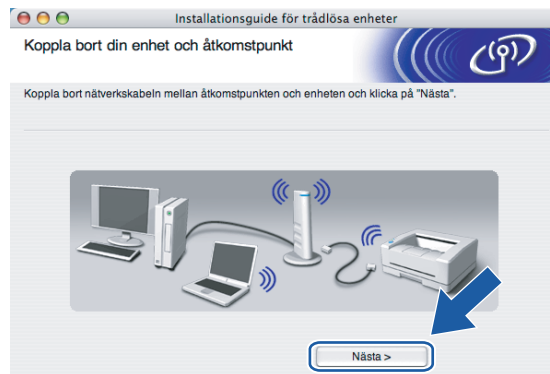 Installationsguide för trådlösa enheter
Koppla bort din enhet och åtkomstpunkt
Koppla bort nätverkskabeln mellan åtkomstpunkten och enheten och klicka på "Nästa".
Nästa >